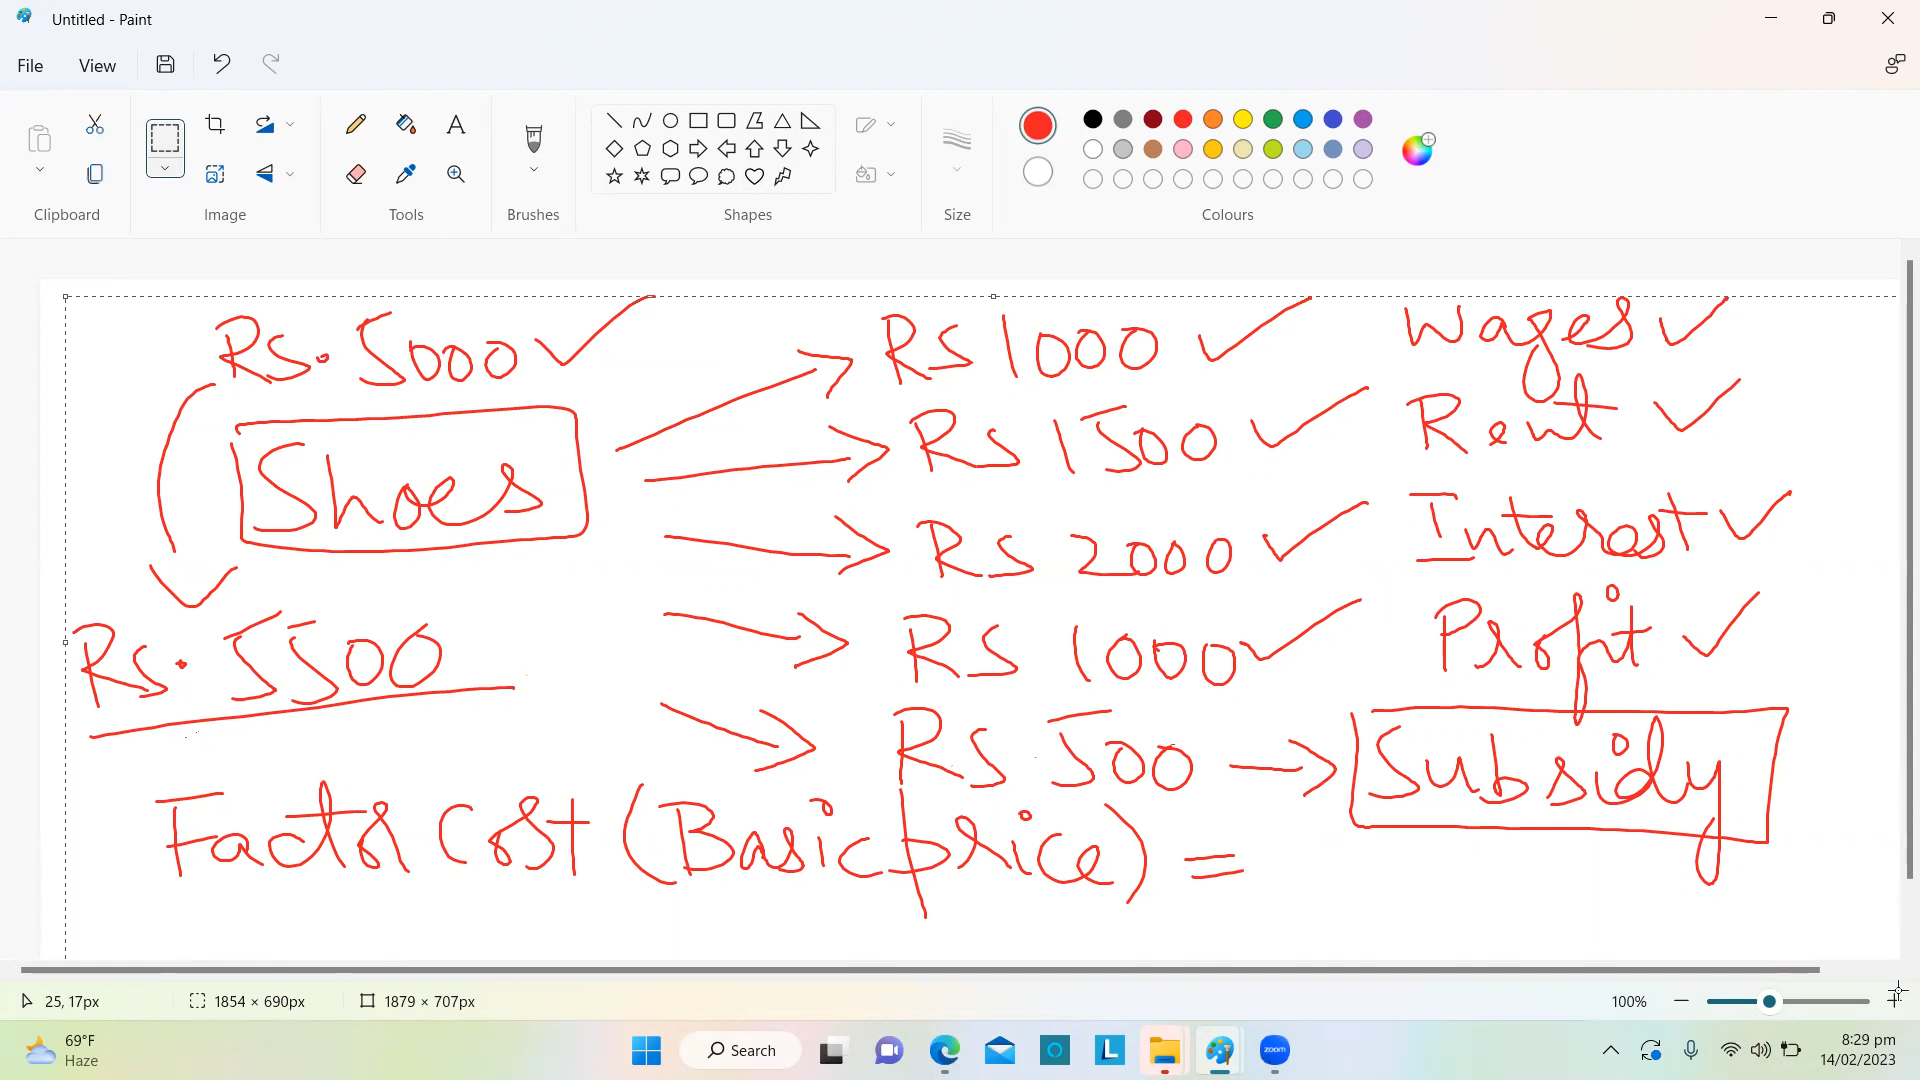 Untitled - Paint
File View
Clipboard Image Tools Brushes Shapes Size Colours
Rs. 5000 Rs 1000 Wages
Shoes Rs 1500 Rent
Rs 2000 Interest
Rs. 5500 Rs 1000 Profit
Rs 500 Subsidy
Factor Cost (Basic price) =
25, 17px 1854 × 690px 1879 × 707px 100%
69°F Search 8:29 pm
Haze zoom 14/02/2023